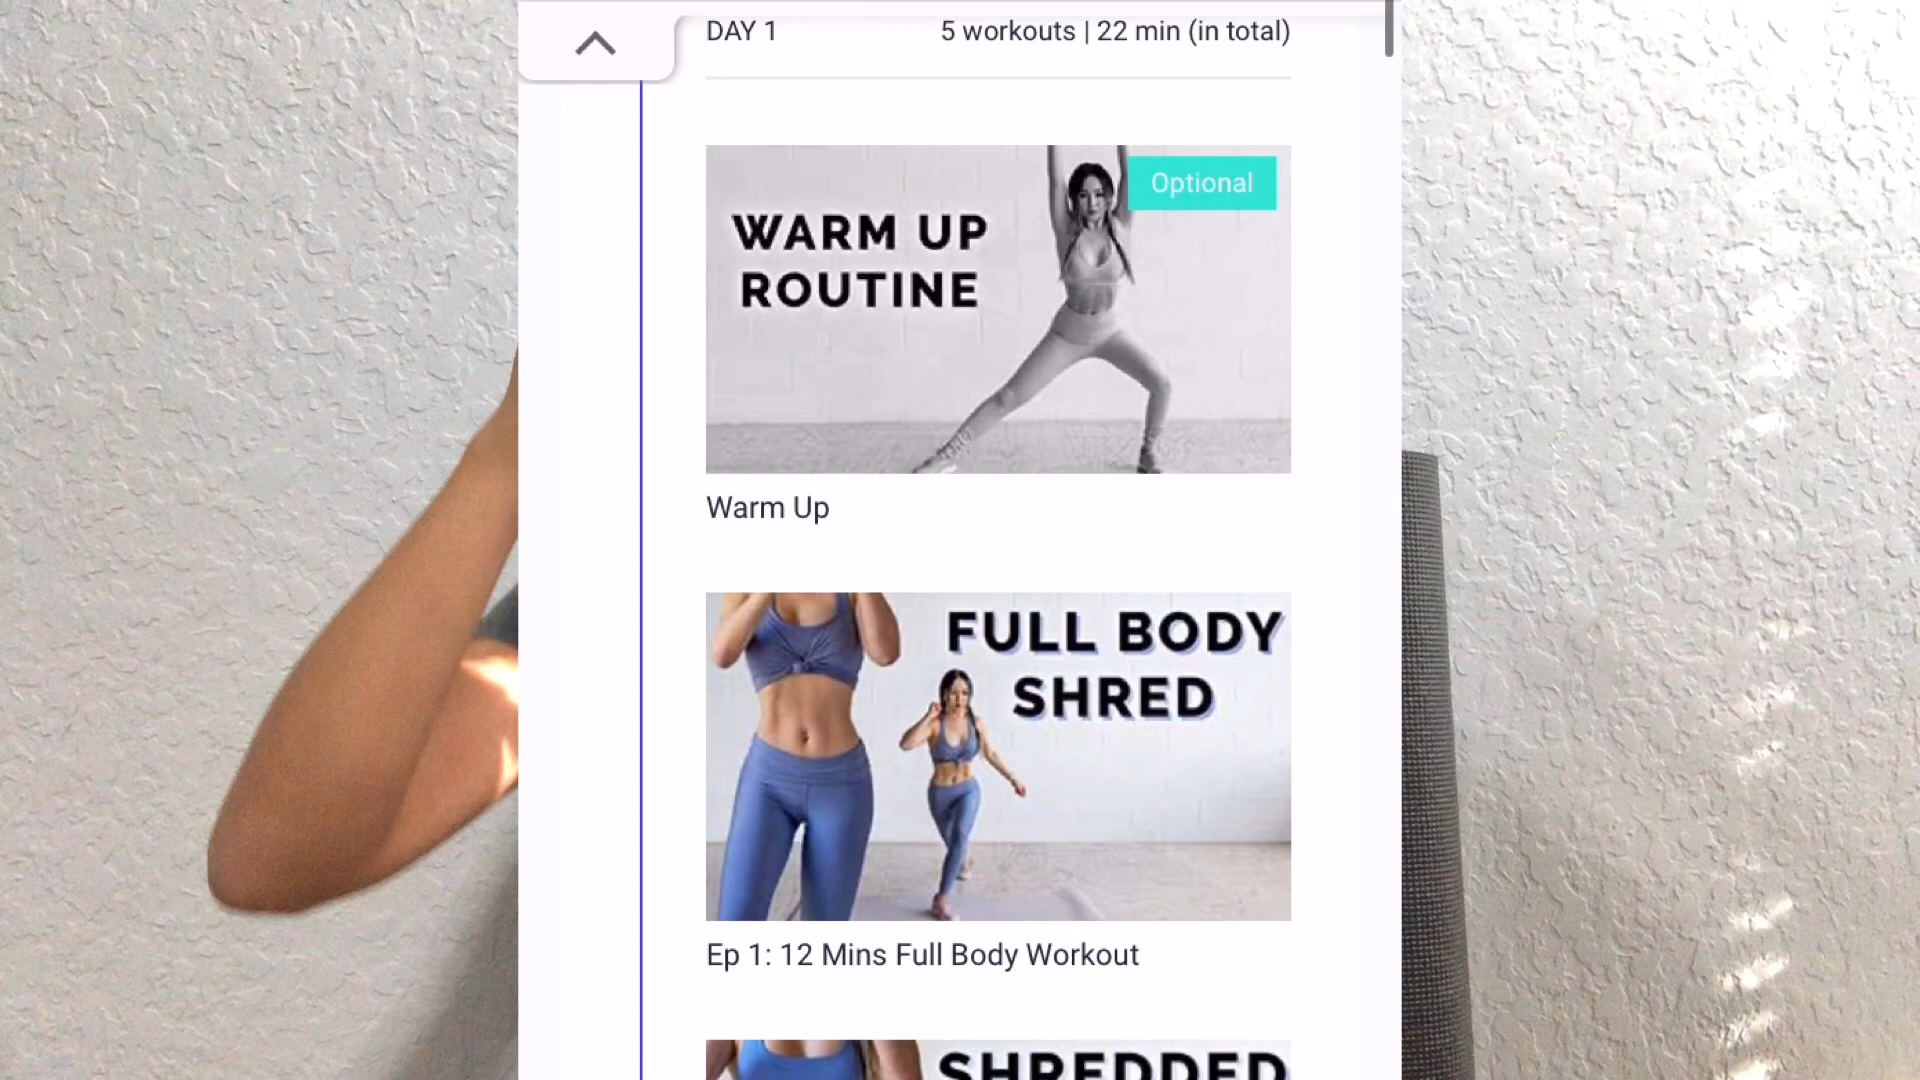 DAY 1
5 workouts | 22 min (in total)
Optional
WARM UP
ROUTINE
Warm Up
FULL BODY
SHRED
Ep 1: 12 Mins Full Body Workout
SHREDDED